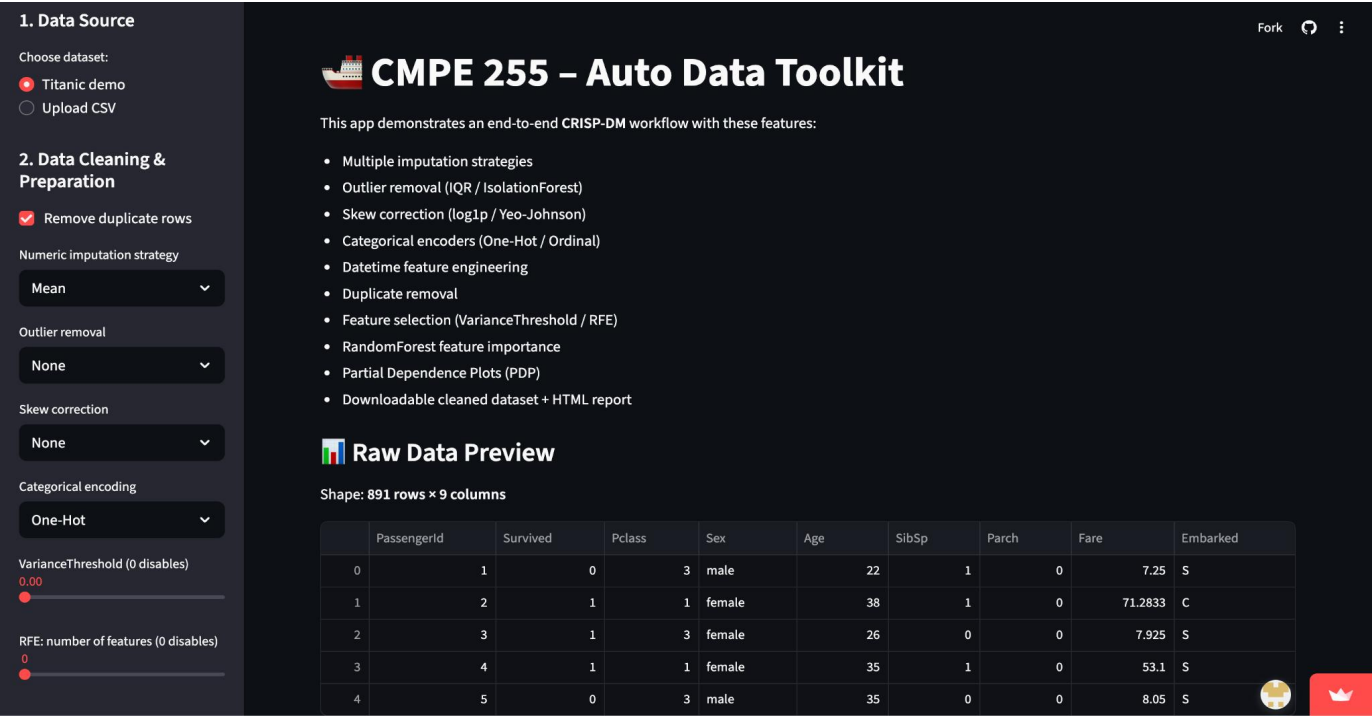 1. Data Source
Choose dataset:
Titanic demo
Upload CSV
2. Data Cleaning &
Preparation
Remove duplicate rows
Numeric imputation strategy
Mean
Outlier removal
None
Skew correction
None
Categorical encoding
One-Hot
VarianceThreshold (0 disables)
0.00
RFE: number of features (0 disables)
0
Fork
CMPE 255 – Auto Data Toolkit
This app demonstrates an end-to-end CRISP-DM workflow with these features:
• Multiple imputation strategies
• Outlier removal (IQR / IsolationForest)
• Skew correction (log1p / Yeo-Johnson)
• Categorical encoders (One-Hot / Ordinal)
• Datetime feature engineering
• Duplicate removal
• Feature selection (VarianceThreshold / RFE)
• RandomForest feature importance
• Partial Dependence Plots (PDP)
• Downloadable cleaned dataset + HTML report
Raw Data Preview
Shape: 891 rows × 9 columns
PassengerId Survived Pclass Sex Age SibSp Parch Fare Embarked
0 1 0 3 male 22 1 0 7.25 S
1 2 1 1 female 38 1 0 71.2833 C
2 3 1 3 female 26 0 0 7.925 S
3 4 1 1 female 35 1 0 53.1 S
4 5 0 3 male 35 0 0 8.05 S